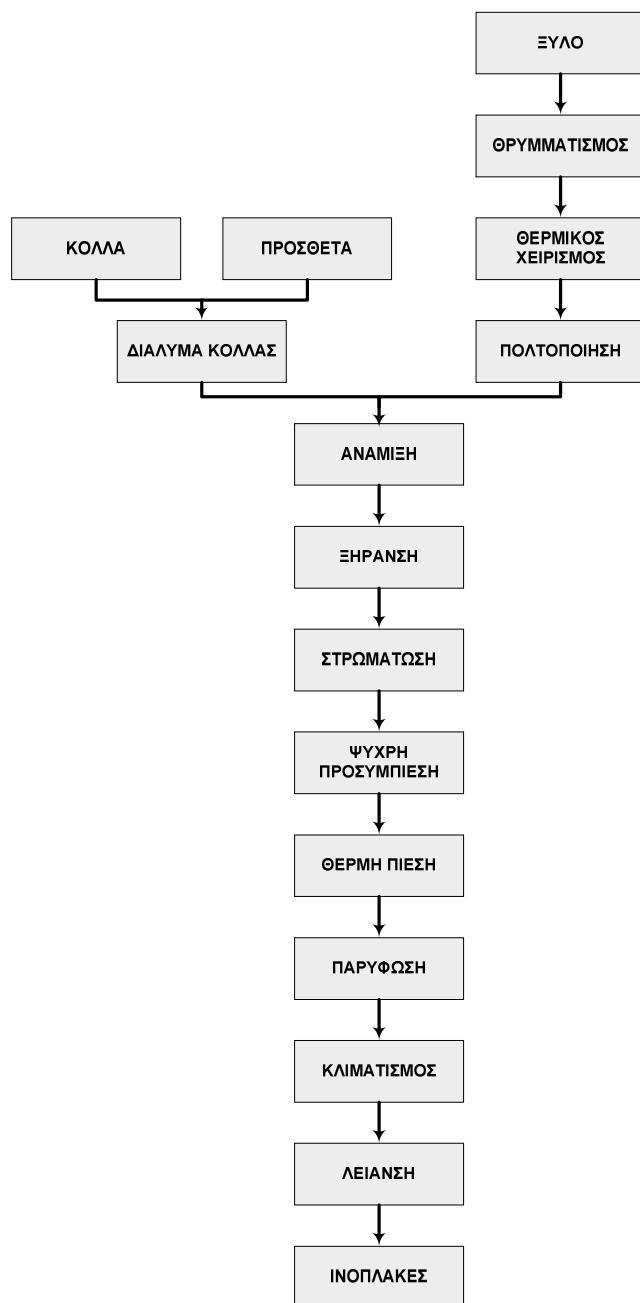 ΞΥΛΟ
ΘΡΥΜΜΑΤΙΣΜΟΣ
ΚΟΛΛΑ
ΠΡΟΣΘΕΤΑ
ΘΕΡΜΙΚΟΣ
ΧΕΙΡΙΣΜΟΣ
ΔΙΑΛΥΜΑ ΚΟΛΛΑΣ
ΠΟΛΤΟΠΟΙΗΣΗ
ΑΝΑΜΙΞΗ
ΞΗΡΑΝΣΗ
ΣΤΡΩΜΑΤΩΣΗ
ΨΥΧΡΗ
ΠΡΟΣΥΜΠΙΕΣΗ
ΘΕΡΜΗ ΠΙΕΣΗ
ΠΑΡΥΦΩΣΗ
ΚΛΙΜΑΤΙΣΜΟΣ
ΛΕΙΑΝΣΗ
ΙΝΟΠΛΑΚΕΣ